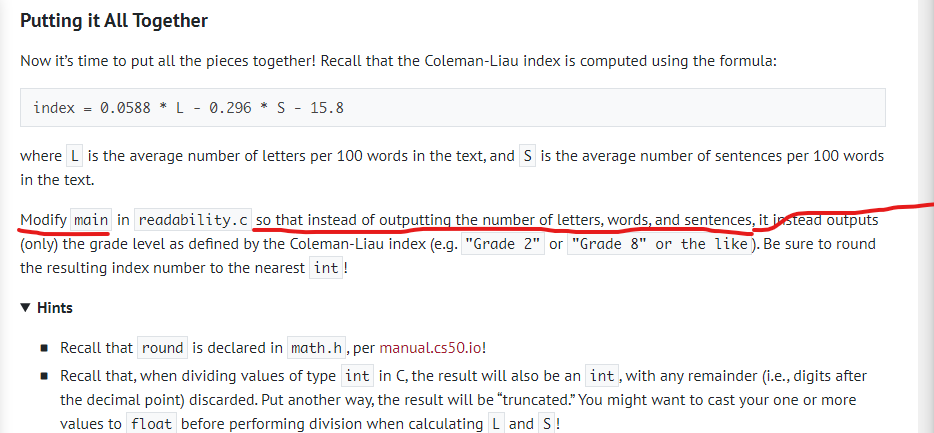 Putting it All Together
Now it’s time to put all the pieces together! Recall that the Coleman-Liau index is computed using the formula:
index = 0.0588 * L - 0.296 * S - 15.8
where L is the average number of letters per 100 words in the text, and S is the average number of sentences per 100 words
in the text.
Modify main in readability.c so that instead of outputting the number of letters, words, and sentences, it instead outputs
(only) the grade level as defined by the Coleman-Liau index (e.g. "Grade 2" or "Grade 8" or the like). Be sure to round
the resulting index number to the nearest int!
▼ Hints
■ Recall that round is declared in math.h, per manual.cs50.io!
■ Recall that, when dividing values of type int in C, the result will also be an int, with any remainder (i.e., digits after
the decimal point) discarded. Put another way, the result will be “truncated.” You might want to cast your one or more
values to float before performing division when calculating L and S!